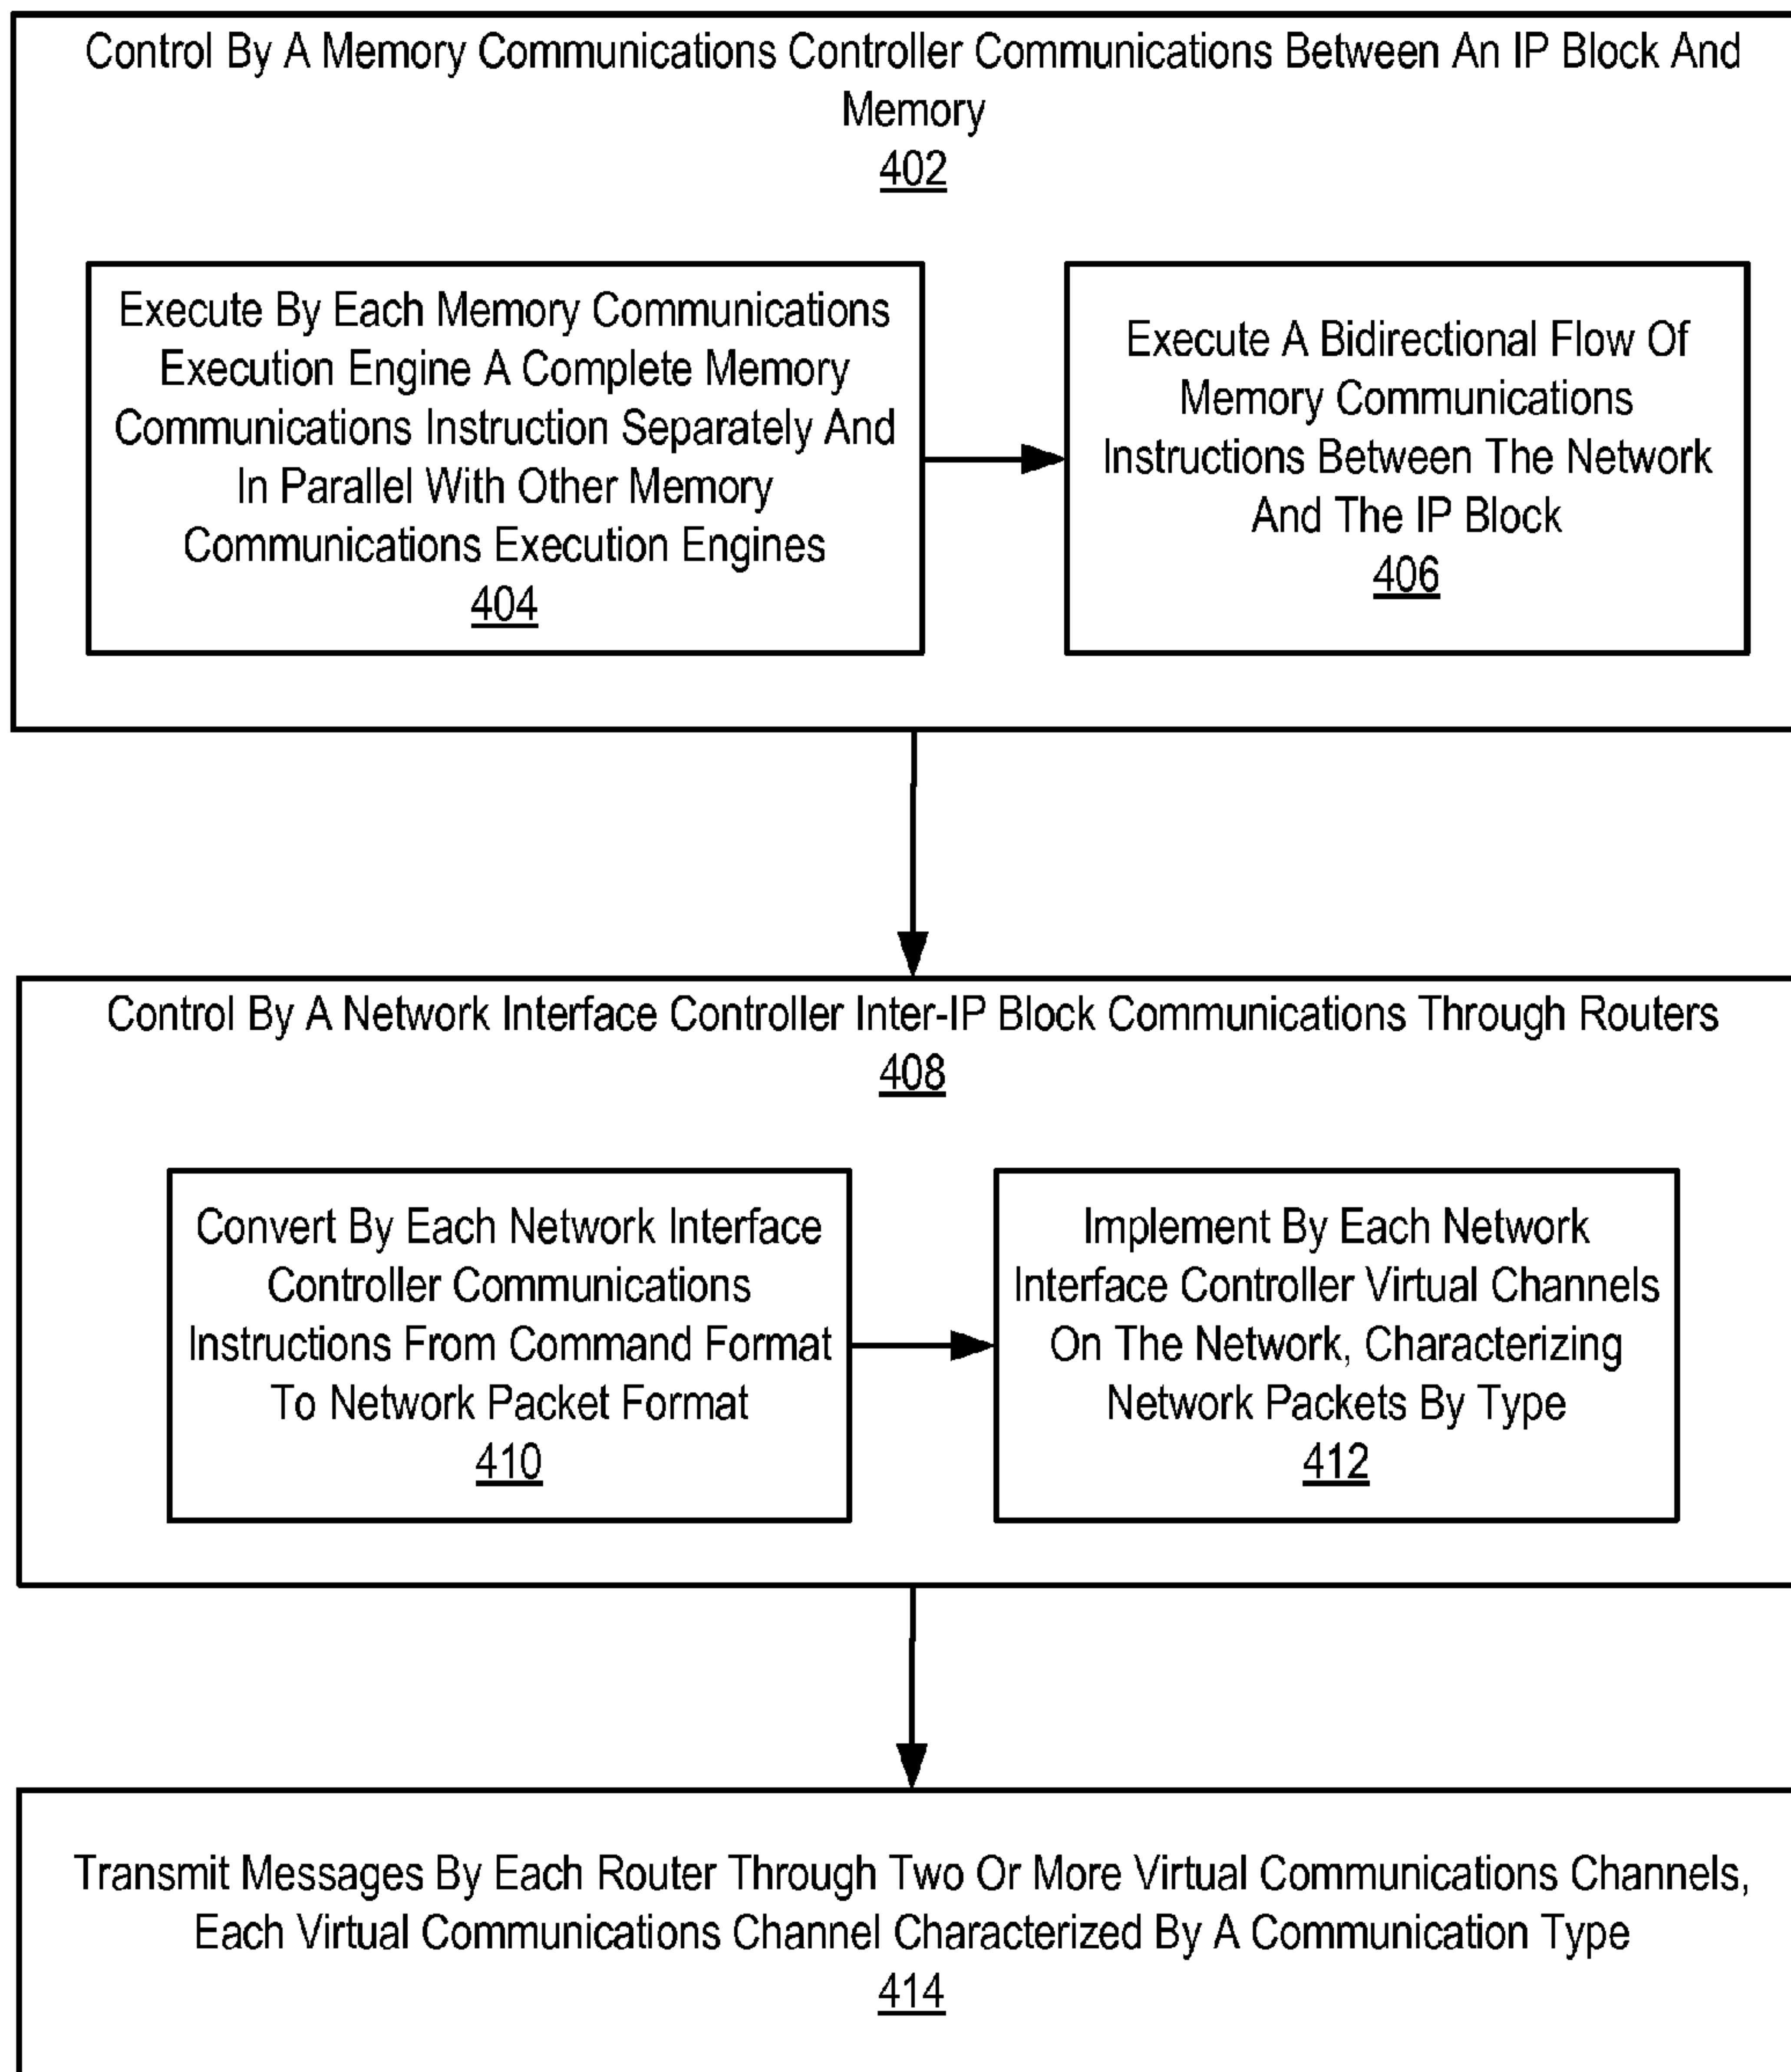 Control By A Memory Communications Controller Communications Between An IP Block And
Memory
402
Execute By Each Memory Communications
Execution Engine A Complete Memory
Communications Instruction Separately And
In Parallel With Other Memory
Communications Execution Engines
404
Execute A Bidirectional Flow Of
Memory Communications
Instructions Between The Network
And The IP Block
406
Control By A Network Interface Controller Inter-IP Block Communications Through Routers
408
Convert By Each Network Interface
Controller Communications
Instructions From Command Format
To Network Packet Format
410
Implement By Each Network
Interface Controller Virtual Channels
On The Network, Characterizing
Network Packets By Type
412
Transmit Messages By Each Router Through Two Or More Virtual Communications Channels,
Each Virtual Communications Channel Characterized By A Communication Type
414